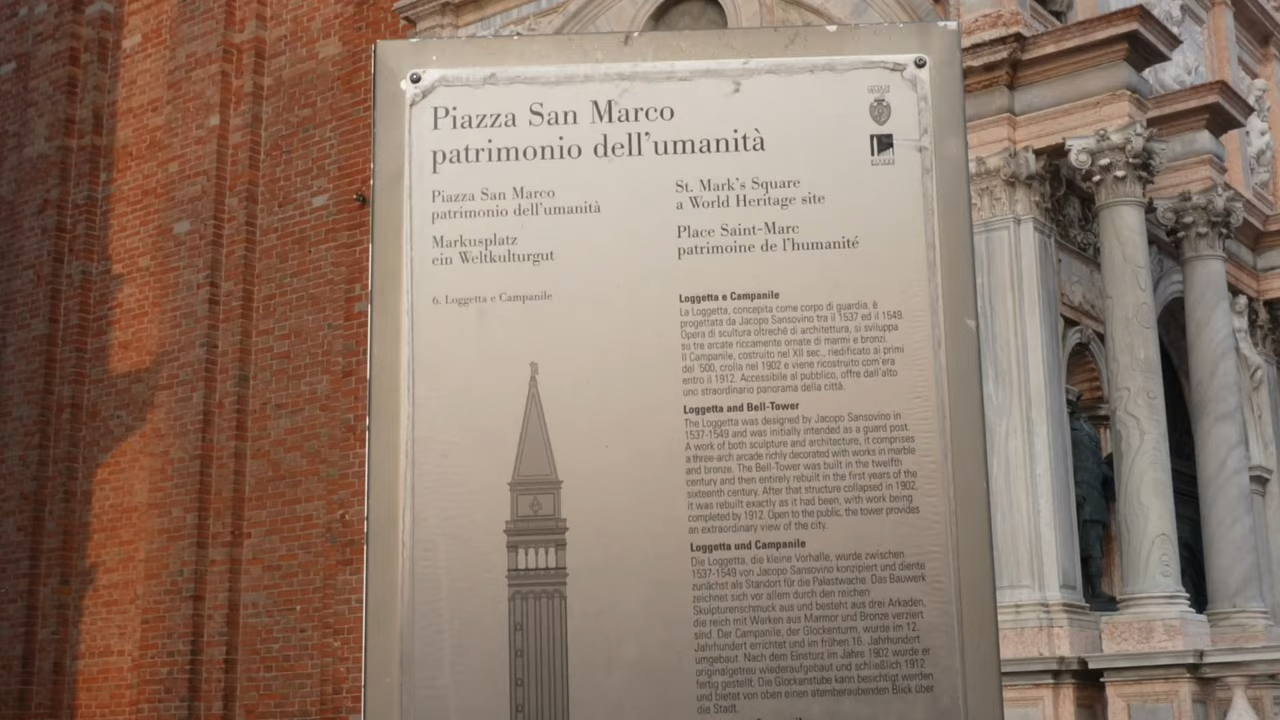 Piazza San Marco
patrimonio dell'umanità
Piazza San Marco
patrimonio dell'umanità
Markusplatz
ein Weltkulturgut
St. Mark's Square
a World Heritage site
Place Saint-Marc
patrimoine de l'humanité
6. Loggetta e Campanile
Loggetta e Campanile
La Loggetta, concepita come corpo di guardia, è
progettata da Jacopo Sansovino tra il 1537 ed il 1549.
Opera di scultura oltreché di architettura, si sviluppa
su tre arcate riccamente ornate di marmi e bronzi.
Il Campanile, costruito nel XII sec., riedificato ai primi
del '500, crolla nel 1902 e viene ricostruito com'era
entro il 1912. Accessibile al pubblico, offre dall'alto
uno straordinario panorama della città.
Loggetta and Bell-Tower
The Loggetta was designed by Jacopo Sansovino in
1537-1549 and was initially intended as a guard post.
A work of both sculpture and architecture, it comprises
a three-arch arcade richly decorated with works in marble
and bronze. The Bell-Tower was built in the twelfth
century and then entirely rebuilt in the first years of the
sixteenth century. After that structure collapsed in 1902,
it was rebuilt exactly as it had been, with work being
completed by 1912. Open to the public, the tower provides
an extraordinary view of the city.
Loggetta und Campanile
Die Loggetta, die kleine Vorhalle, wurde zwischen
1537-1549 von Jacopo Sansovino konzipiert und diente
zunächst als Standort für die Palastwache. Das Bauwerk
zeichnet sich vor allem durch den reichen
Skulpturenschmuck aus und besteht aus drei Arkaden,
die reich mit Werken aus Marmor und Bronze verziert
sind. Der Campanile, der Glockenturm, wurde im 12.
Jahrhundert errichtet und im frühen 16. Jahrhundert
umgebaut. Nach dem Einsturz im Jahre 1902 wurde er
originalgetreu wiederaufgebaut und schließlich 1912
fertig gestellt. Die Glockenstube kann besichtigt werden
und bietet von oben einen atemberaubenden Blick über
die Stadt.